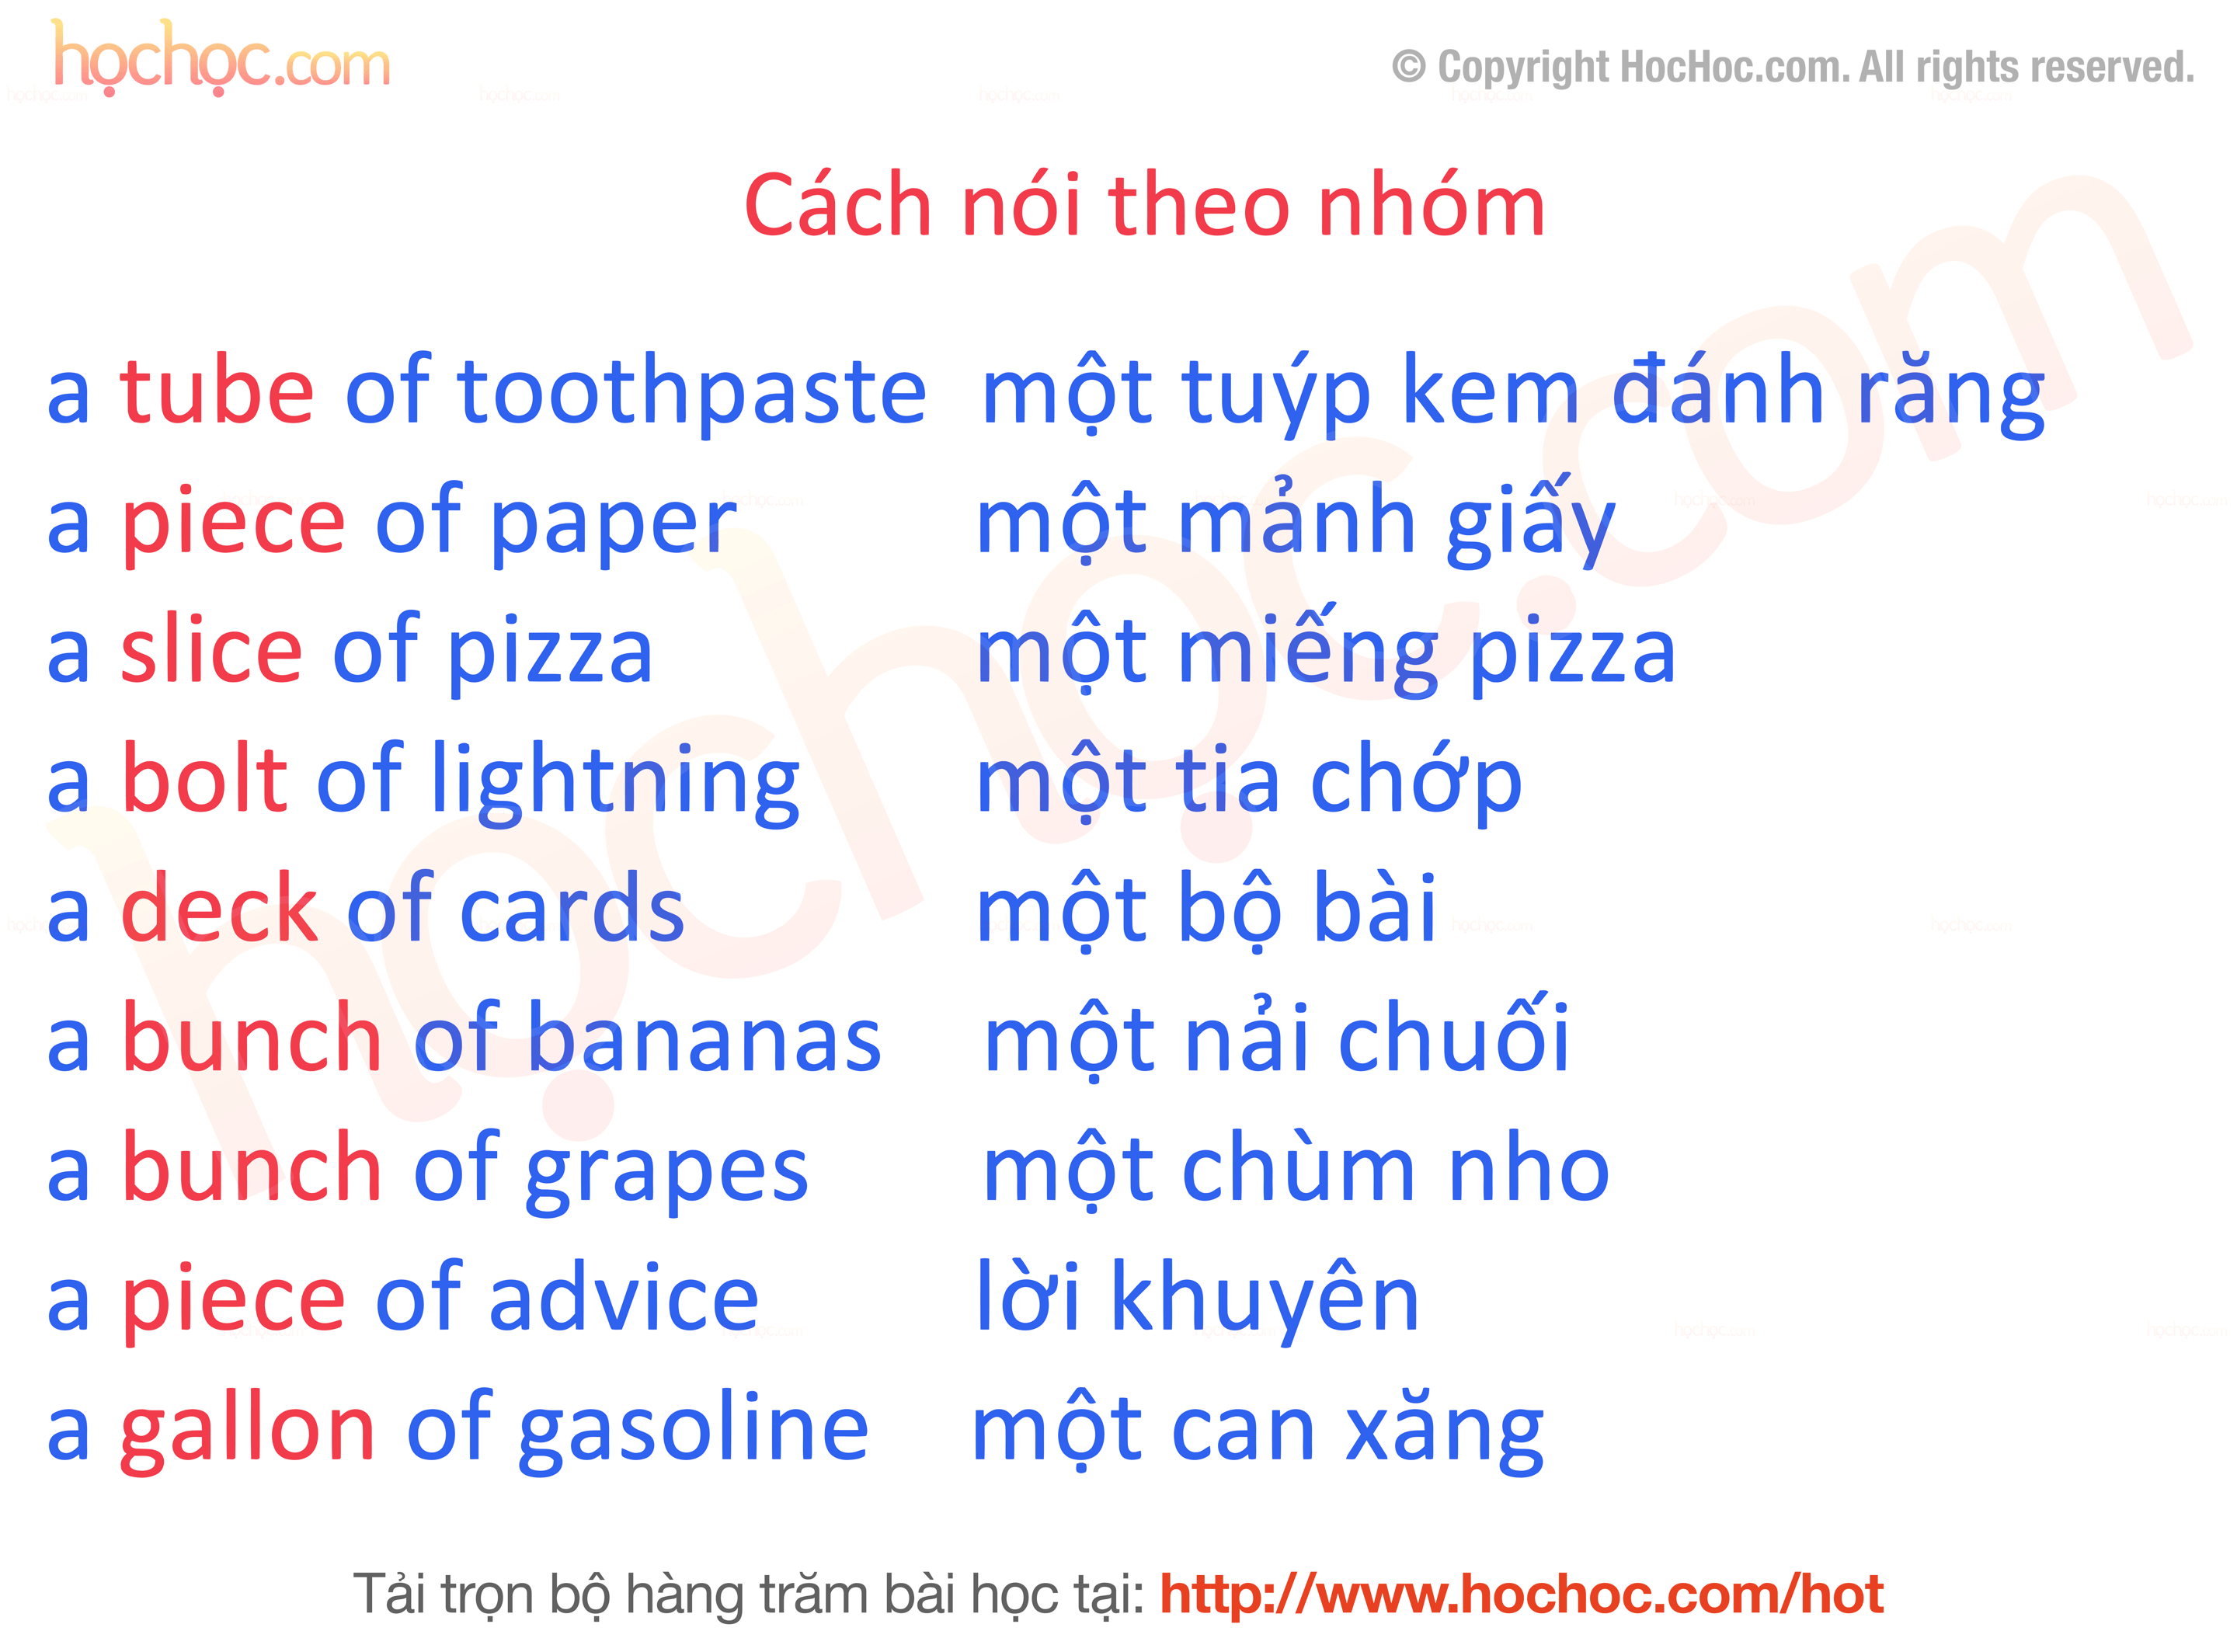 họchọc.com
© Copyright HocHoc.com. All rights reserved.
Cách nói theo nhóm
a tube of toothpaste một tuýp kem đánh răng
a piece of paper một mảnh giấy
a slice of pizza một miếng pizza
a bolt of lightning một tia chớp
a deck of cards một bộ bài
a bunch of bananas một nải chuối
a bunch of grapes một chùm nho
a piece of advice lời khuyên
a gallon of gasoline một can xăng
Tải trọn bộ hàng trăm bài học tại: http://www.hochoc.com/hot
họchọc.com